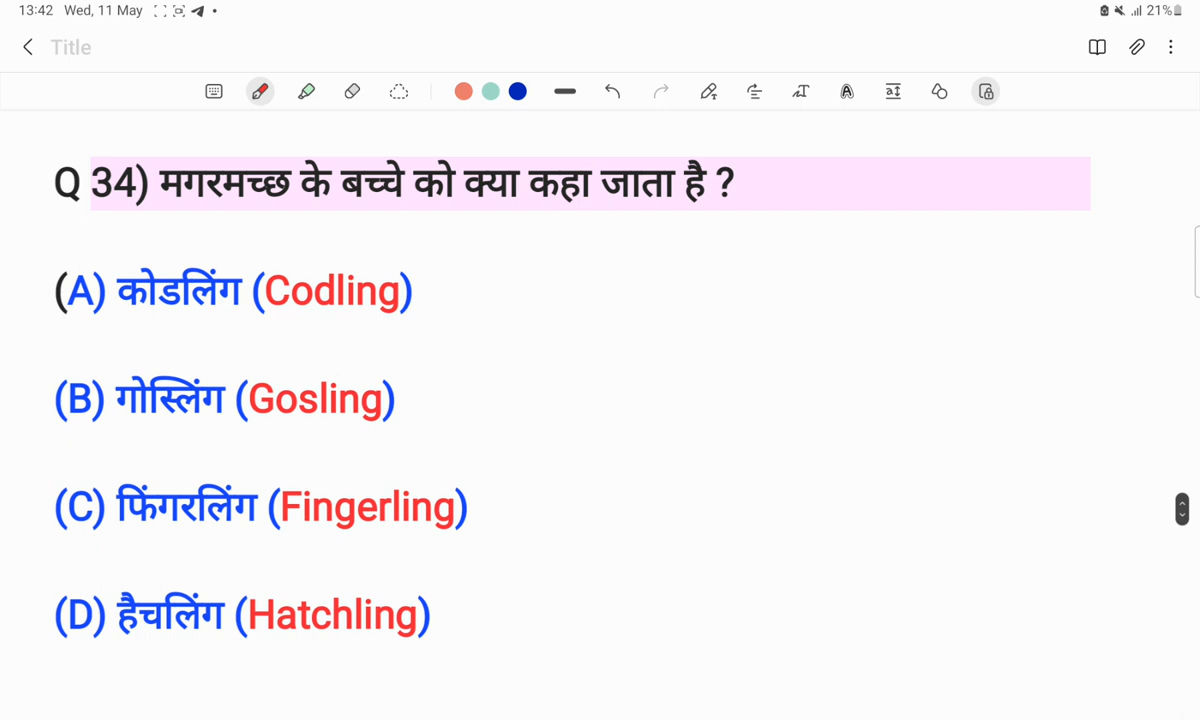 13:42 Wed, 11 May 21%
Title
Q 34) मगरमच्छ के बच्चे को क्या कहा जाता है ?
(A) कोडलिंग (Codling)
(B) गोस्लिंग (Gosling)
(C) फिंगरलिंग (Fingerling)
(D) हैचलिंग (Hatchling)